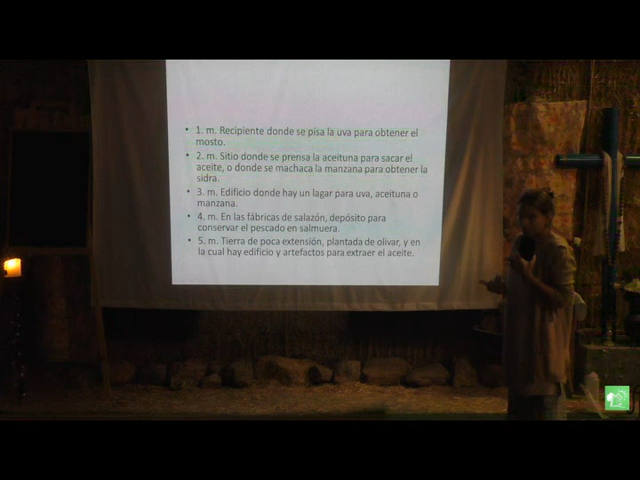 • 1. m. Recipiente donde se pisa la uva para obtener el
mosto.
• 2. m. Sitio donde se prensa la aceituna para sacar el
aceite, o donde se machaca la manzana para obtener la
sidra.
• 3. m. Edificio donde hay un lagar para uva, aceituna o
manzana.
• 4. m. En las fábricas de salazón, depósito para
conservar el pescado en salmuera.
• 5. m. Tierra de poca extensión, plantada de olivar, y en
la cual hay edificio y artefactos para extraer el aceite.